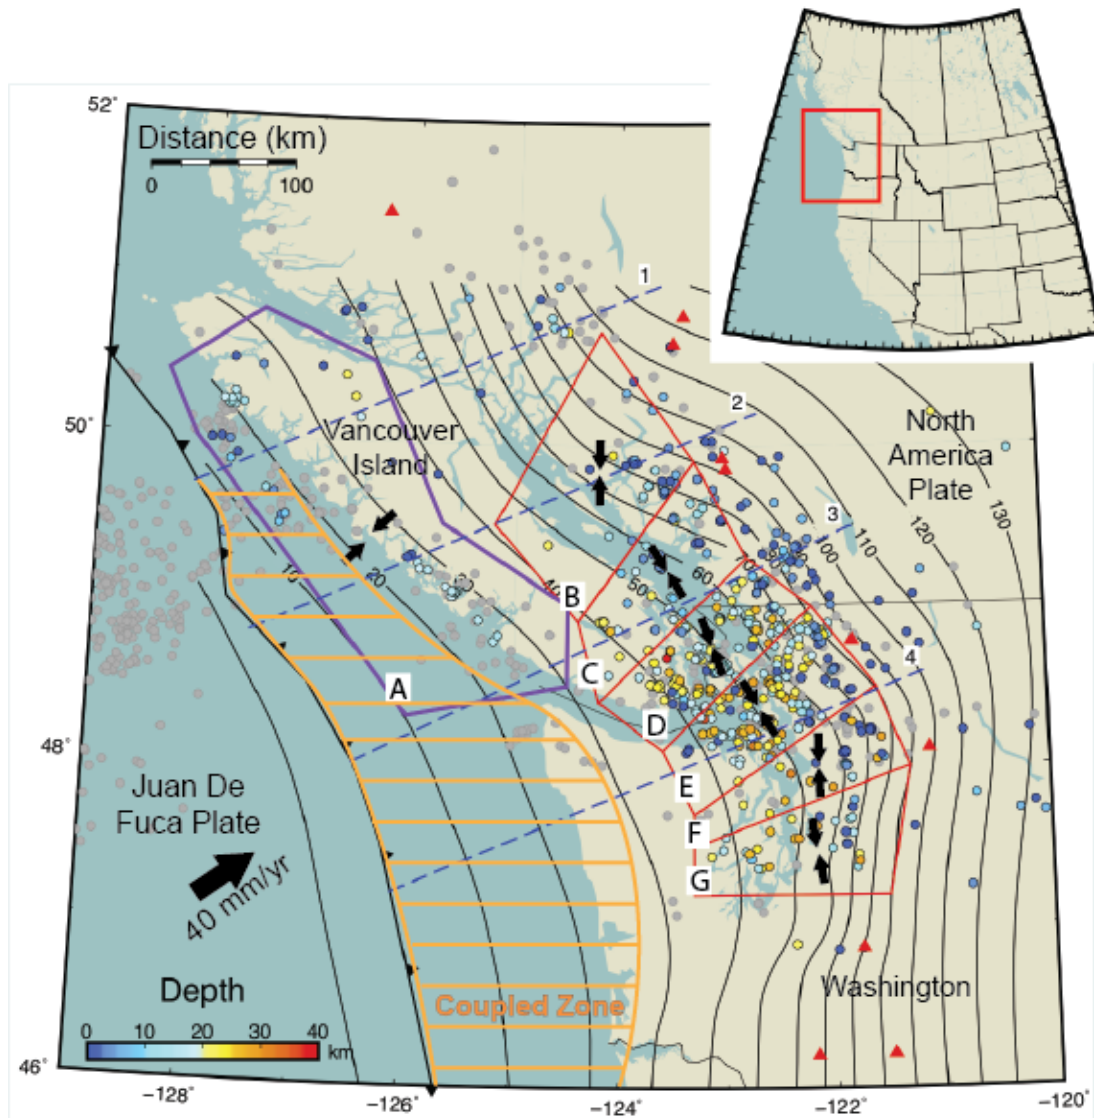 52°
Distance (km)
0 100
1
2
50°
Vancouver
Island
North
America
Plate
3
130
120
110
00
70
60
50
40
20
10
B
4
C
A
D
48°
E
Juan De
Fuca Plate
F
G
40 mm/yr
Depth
Washington
Coupled Zone
0 10 20 30 40
km
46°
−128 −126 −124 −122 −120